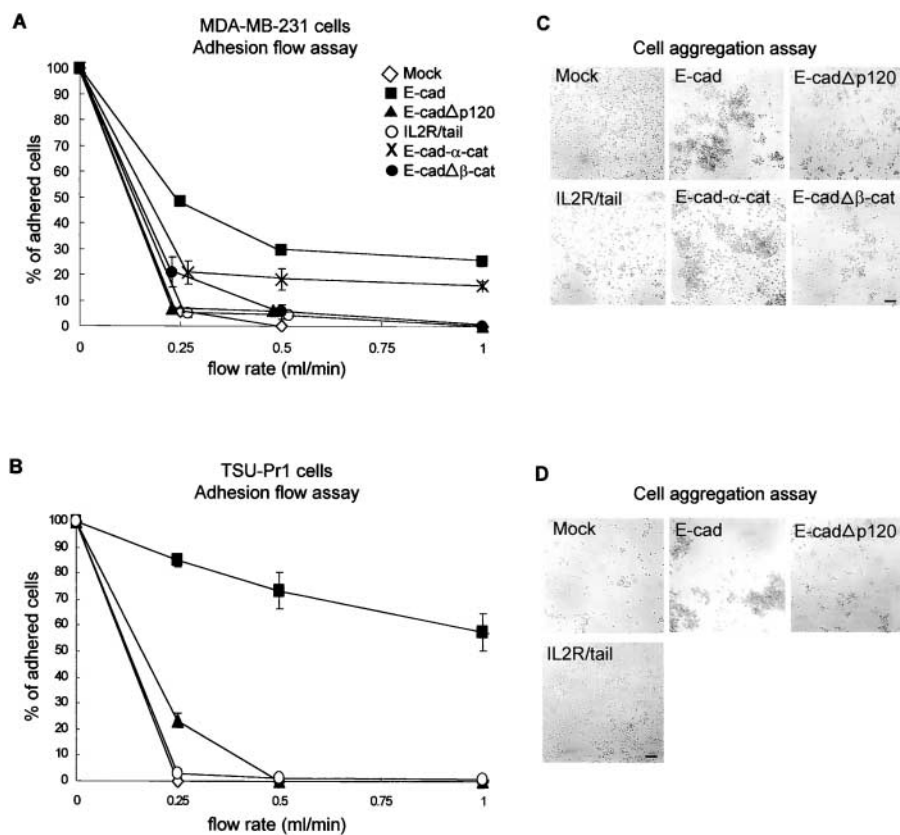 A
MDA-MB-231 cells
Adhesion flow assay
% of adhered cells
100
90
80
70
60
50
40
30
20
10
0
0
0.25
0.5
0.75
1
flow rate (ml/min)
Mock
E-cad
E-cadΔp120
IL2R/tail
E-cad-α-cat
E-cadΔβ-cat
C
Cell aggregation assay
Mock
E-cad
E-cadΔp120
IL2R/tail
E-cad-α-cat
E-cadΔβ-cat
B
TSU-Pr1 cells
Adhesion flow assay
% of adhered cells
100
90
80
70
60
50
40
30
20
10
0
0
0.25
0.5
0.75
1
flow rate (ml/min)
D
Cell aggregation assay
Mock
E-cad
E-cadΔp120
IL2R/tail